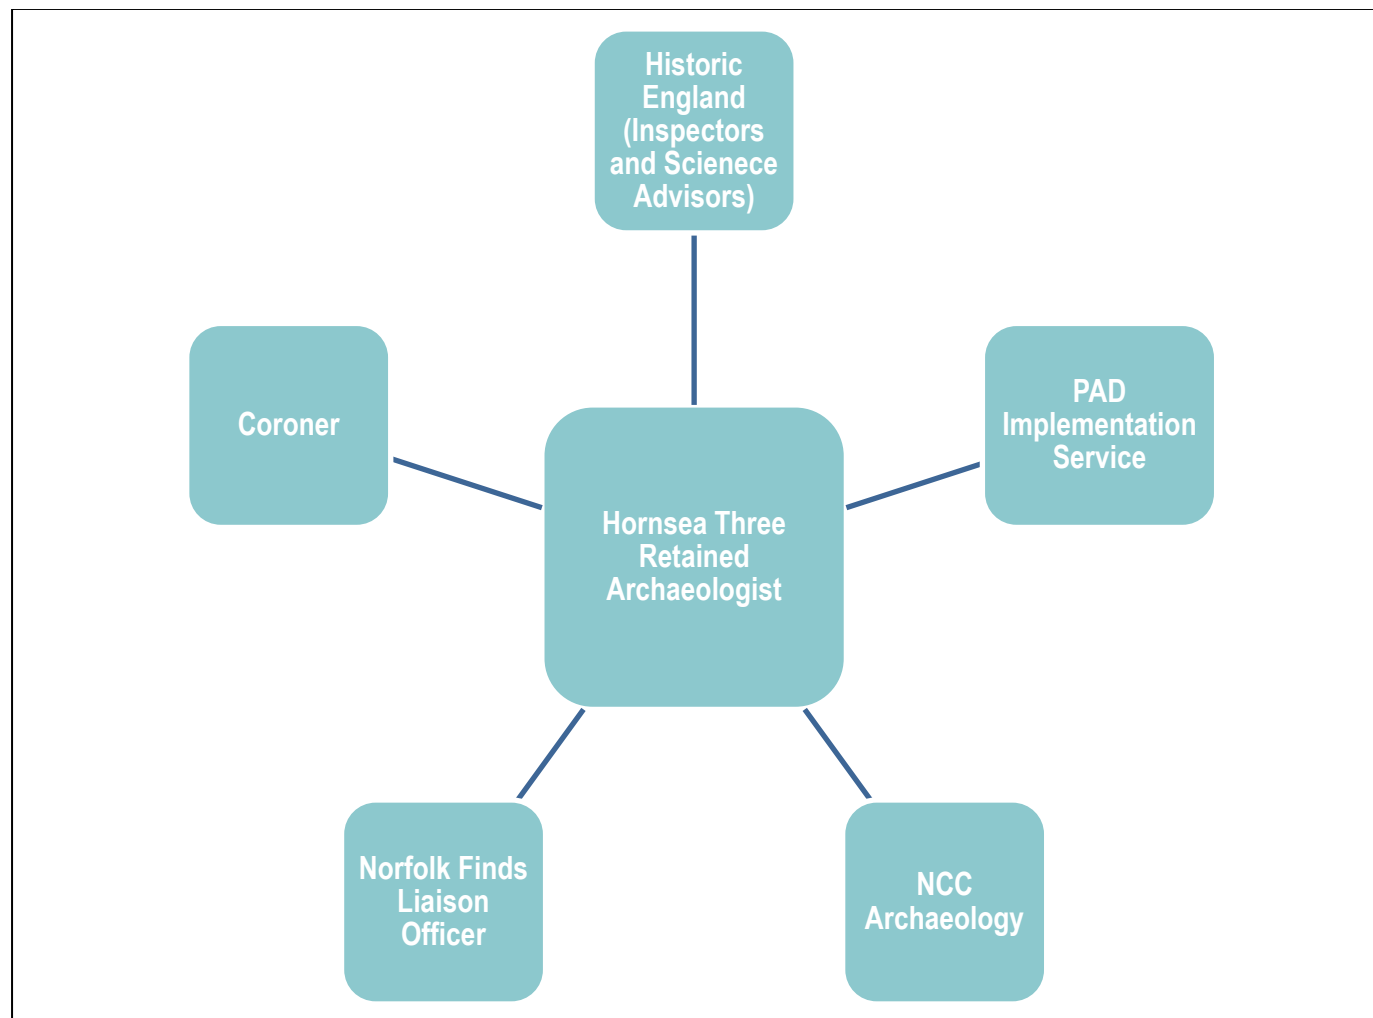 Historic
England
(Inspectors
and Scienece
Advisors)
Coroner
PAD
Implementation
Service
Hornsea Three
Retained
Archaeologist
Norfolk Finds
Liaison
Officer
NCC
Archaeology